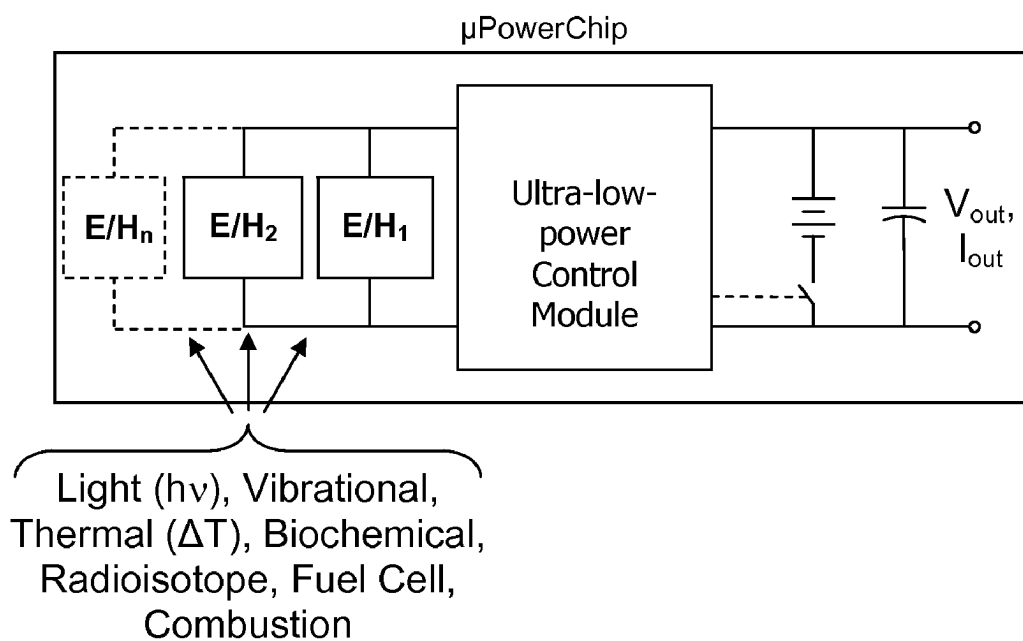 μPowerChip
E/Hₙ
E/H₂
E/H₁
Ultra-low-
power
Control
Module
Vout,
Iout
Light (hν), Vibrational,
Thermal (ΔT), Biochemical,
Radioisotope, Fuel Cell,
Combustion